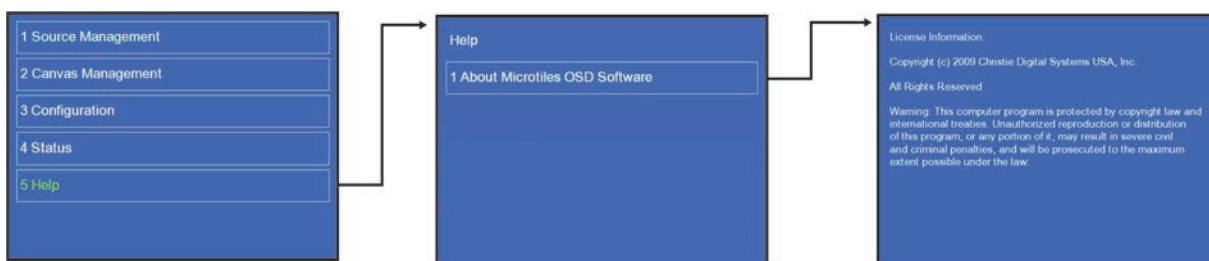 1 Source Management
2 Canvas Management
3 Configuration
4 Status
5 Help
Help
1 About Microtiles OSD Software
License Information:
Copyright (c) 2009 Christie Digital Systems USA, Inc.
All Rights Reserved
Warning: This computer program is protected by copyright law and
international treaties. Unauthorized reproduction or distribution
of this program, or any portion of it, may result in severe civil
and criminal penalties, and will be prosecuted to the maximum
extent possible under the law.